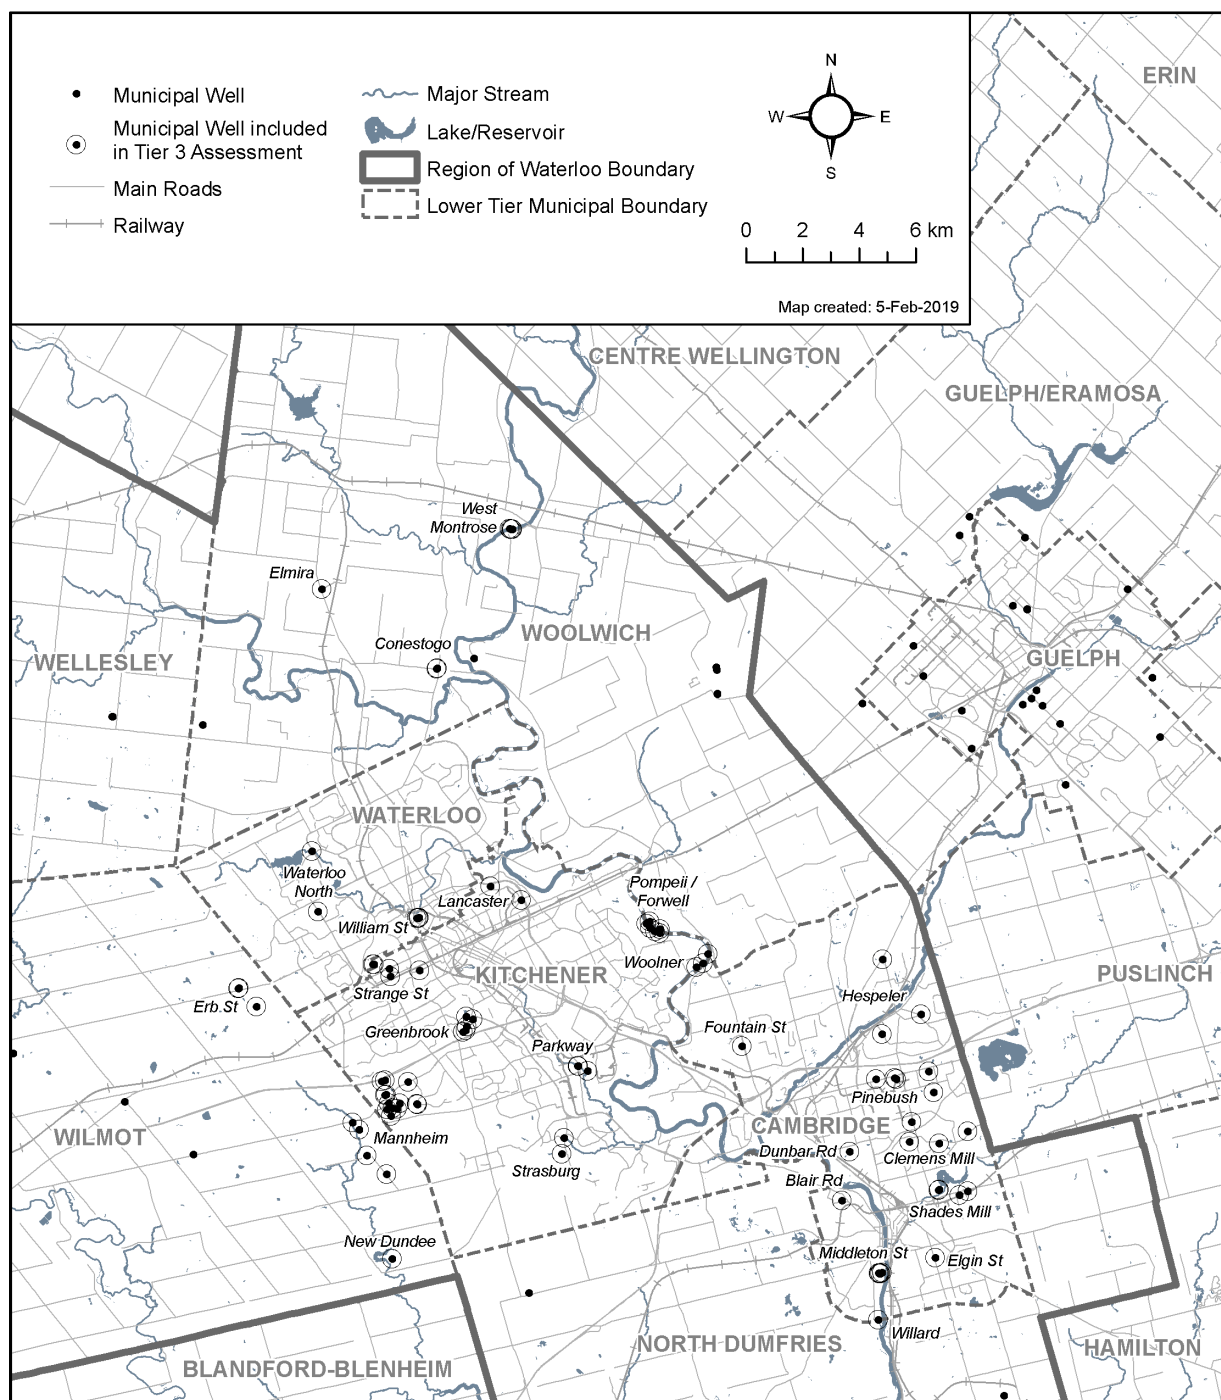 Municipal Well
Municipal Well included
in Tier 3 Assessment
Main Roads
Railway
Major Stream
Lake/Reservoir
Region of Waterloo Boundary
Lower Tier Municipal Boundary
N
W
E
S
0 2 4 6 km
Map created: 5-Feb-2019
ERIN
CENTRE WELLINGTON
GUELPH/ERAMOSA
West
Montrose
Elmira
Conestogo
WOOLWICH
WELLESLEY
GUELPH
WATERLOO
Waterloo
North
Lancaster
William St
Pompeii /
Forwell
Woolner
KITCHENER
Strange St
Erb St
Greenbrook
Hespeler
PUSLINCH
Fountain St
Parkway
Pinebush
WILMOT
Mannheim
CAMBRIDGE
Dunbar Rd
Clemens Mill
Strasburg
Blair Rd
Shades Mill
New Dundee
Middleton St
Elgin St
Willard
NORTH DUMFRIES
HAMILTON
BLANDFORD-BLENHEIM